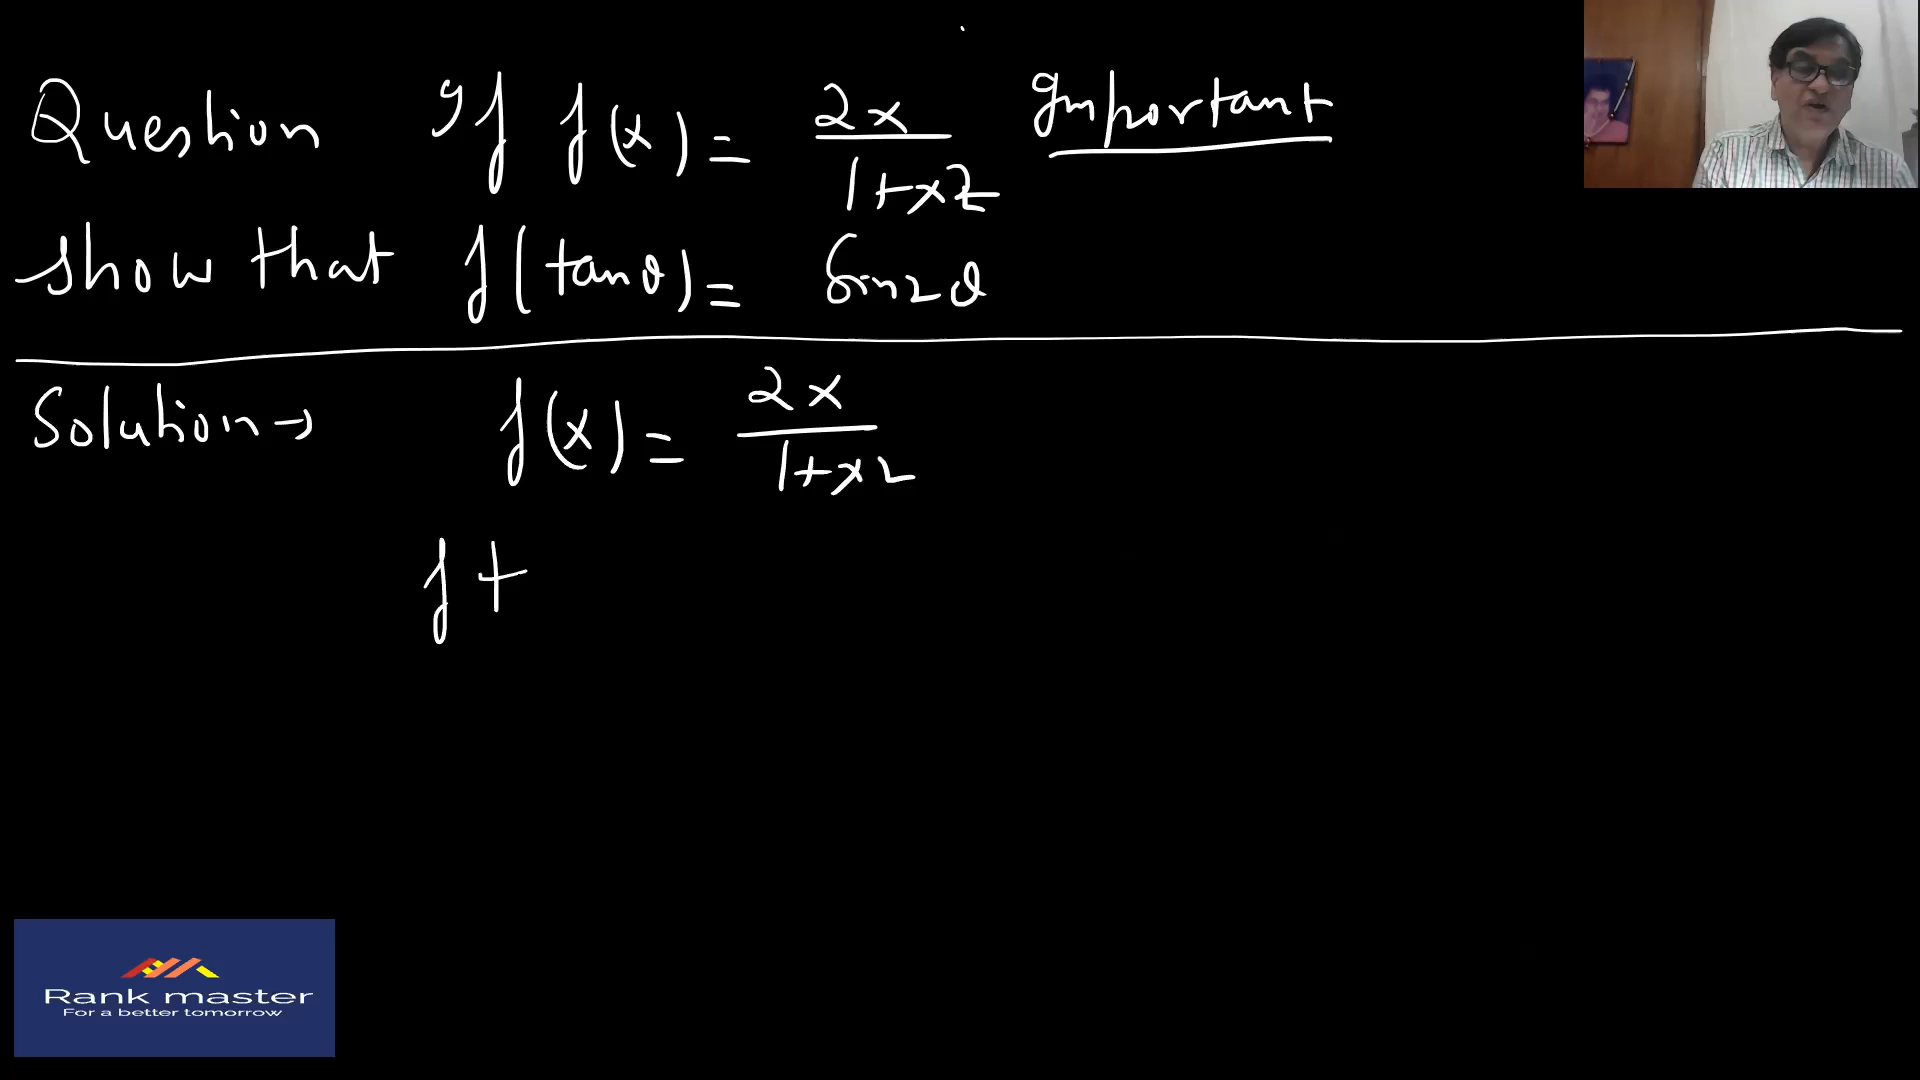 Question If f(x) = 2x / 1+x2 Important
show that f(tanθ) = Sin2θ
Solution → f(x) = 2x / 1+x2
f t
Rank master
For a better tomorrow